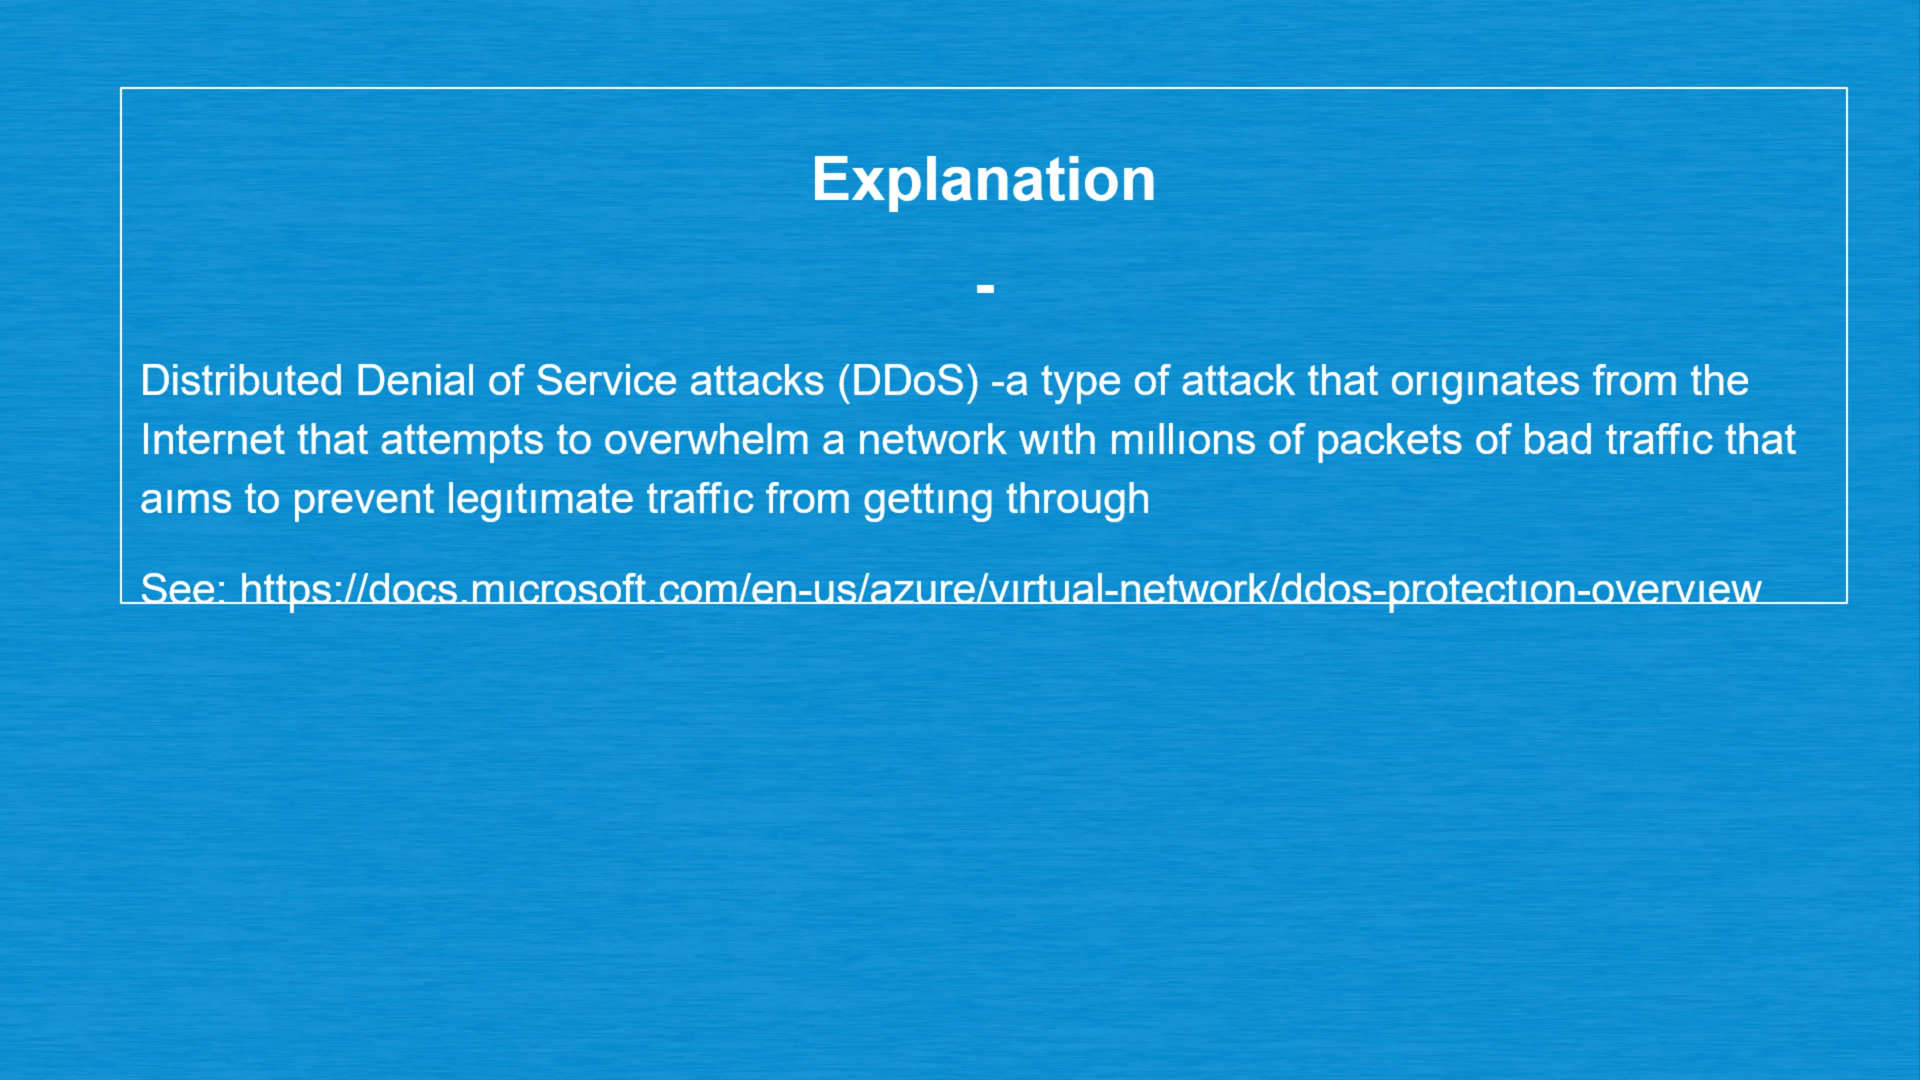 Explanation
-
Distributed Denial of Service attacks (DDoS) -a type of attack that originates from the
Internet that attempts to overwhelm a network with millions of packets of bad traffic that
aims to prevent legitimate traffic from getting through
See: https://docs.microsoft.com/en-us/azure/virtual-network/ddos-protection-overview